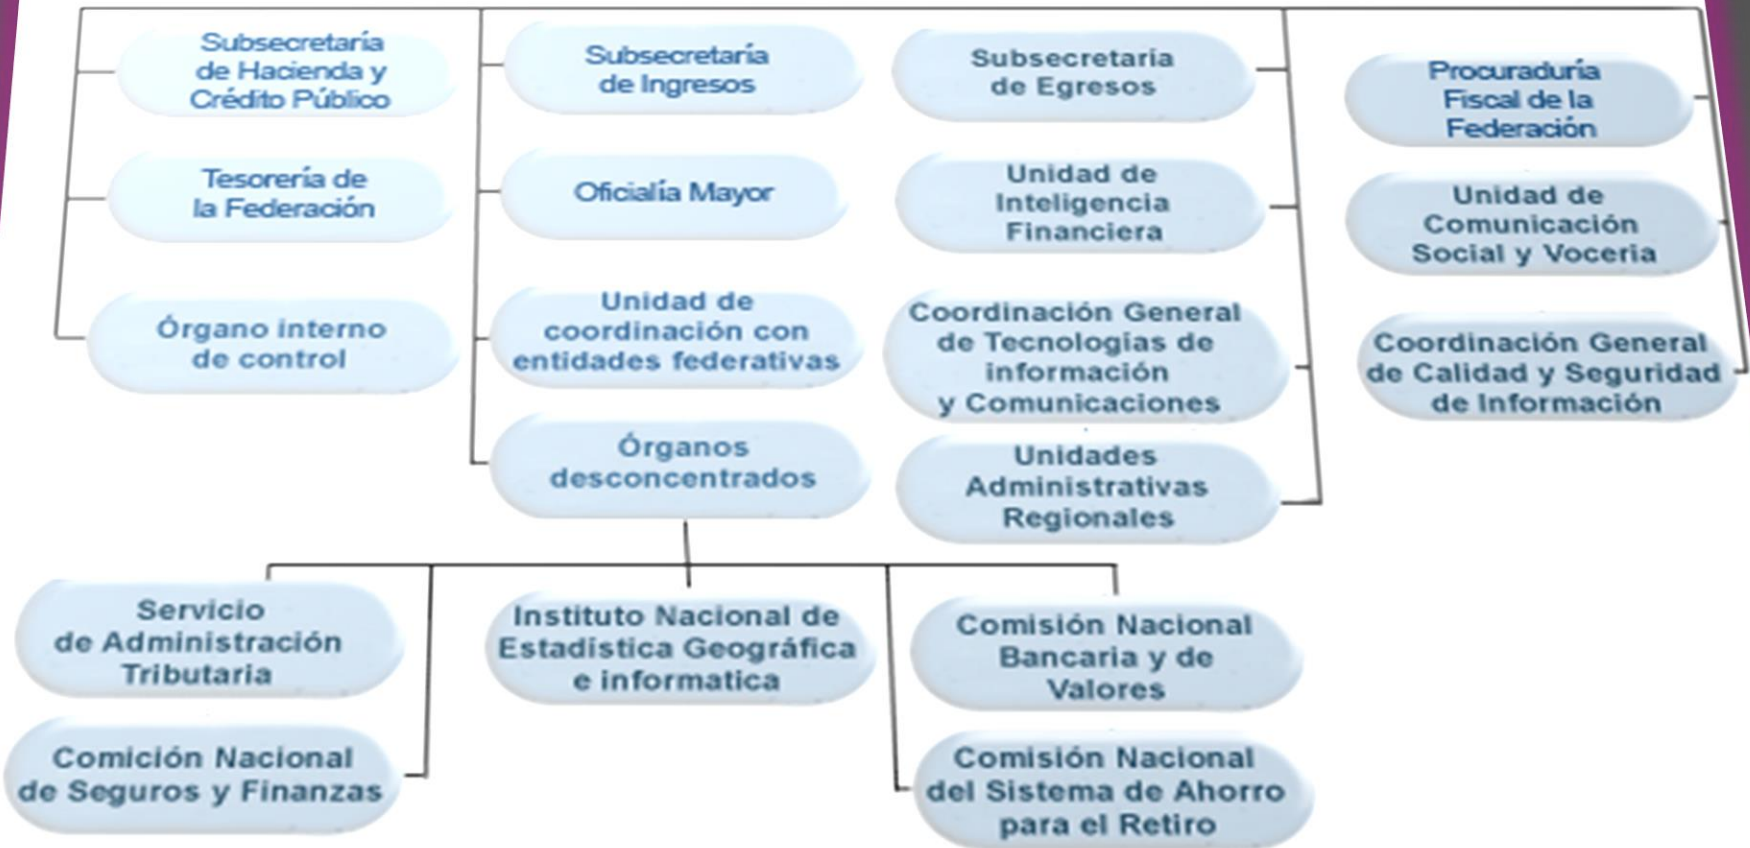 Subsecretaría
de Hacienda y
Crédito Público
Subsecretaría
de Ingresos
Subsecretaria
de Egresos
Procuraduría
Fiscal de la
Federación
Tesorería de
la Federación
Oficialía Mayor
Unidad de
Inteligencia
Financiera
Unidad de
Comunicación
Social y Voceria
Órgano interno
de control
Unidad de
coordinación con
entidades federativas
Coordinación General
de Tecnologías de
información
y Comunicaciones
Coordinación General
de Calidad y Seguridad
de Información
Órganos
desconcentrados
Unidades
Administrativas
Regionales
Servicio
de Administración
Tributaria
Instituto Nacional de
Estadística Geográfica
e informatica
Comisión Nacional
Bancaria y de
Valores
Comición Nacional
de Seguros y Finanzas
Comisión Nacional
del Sistema de Ahorro
para el Retiro